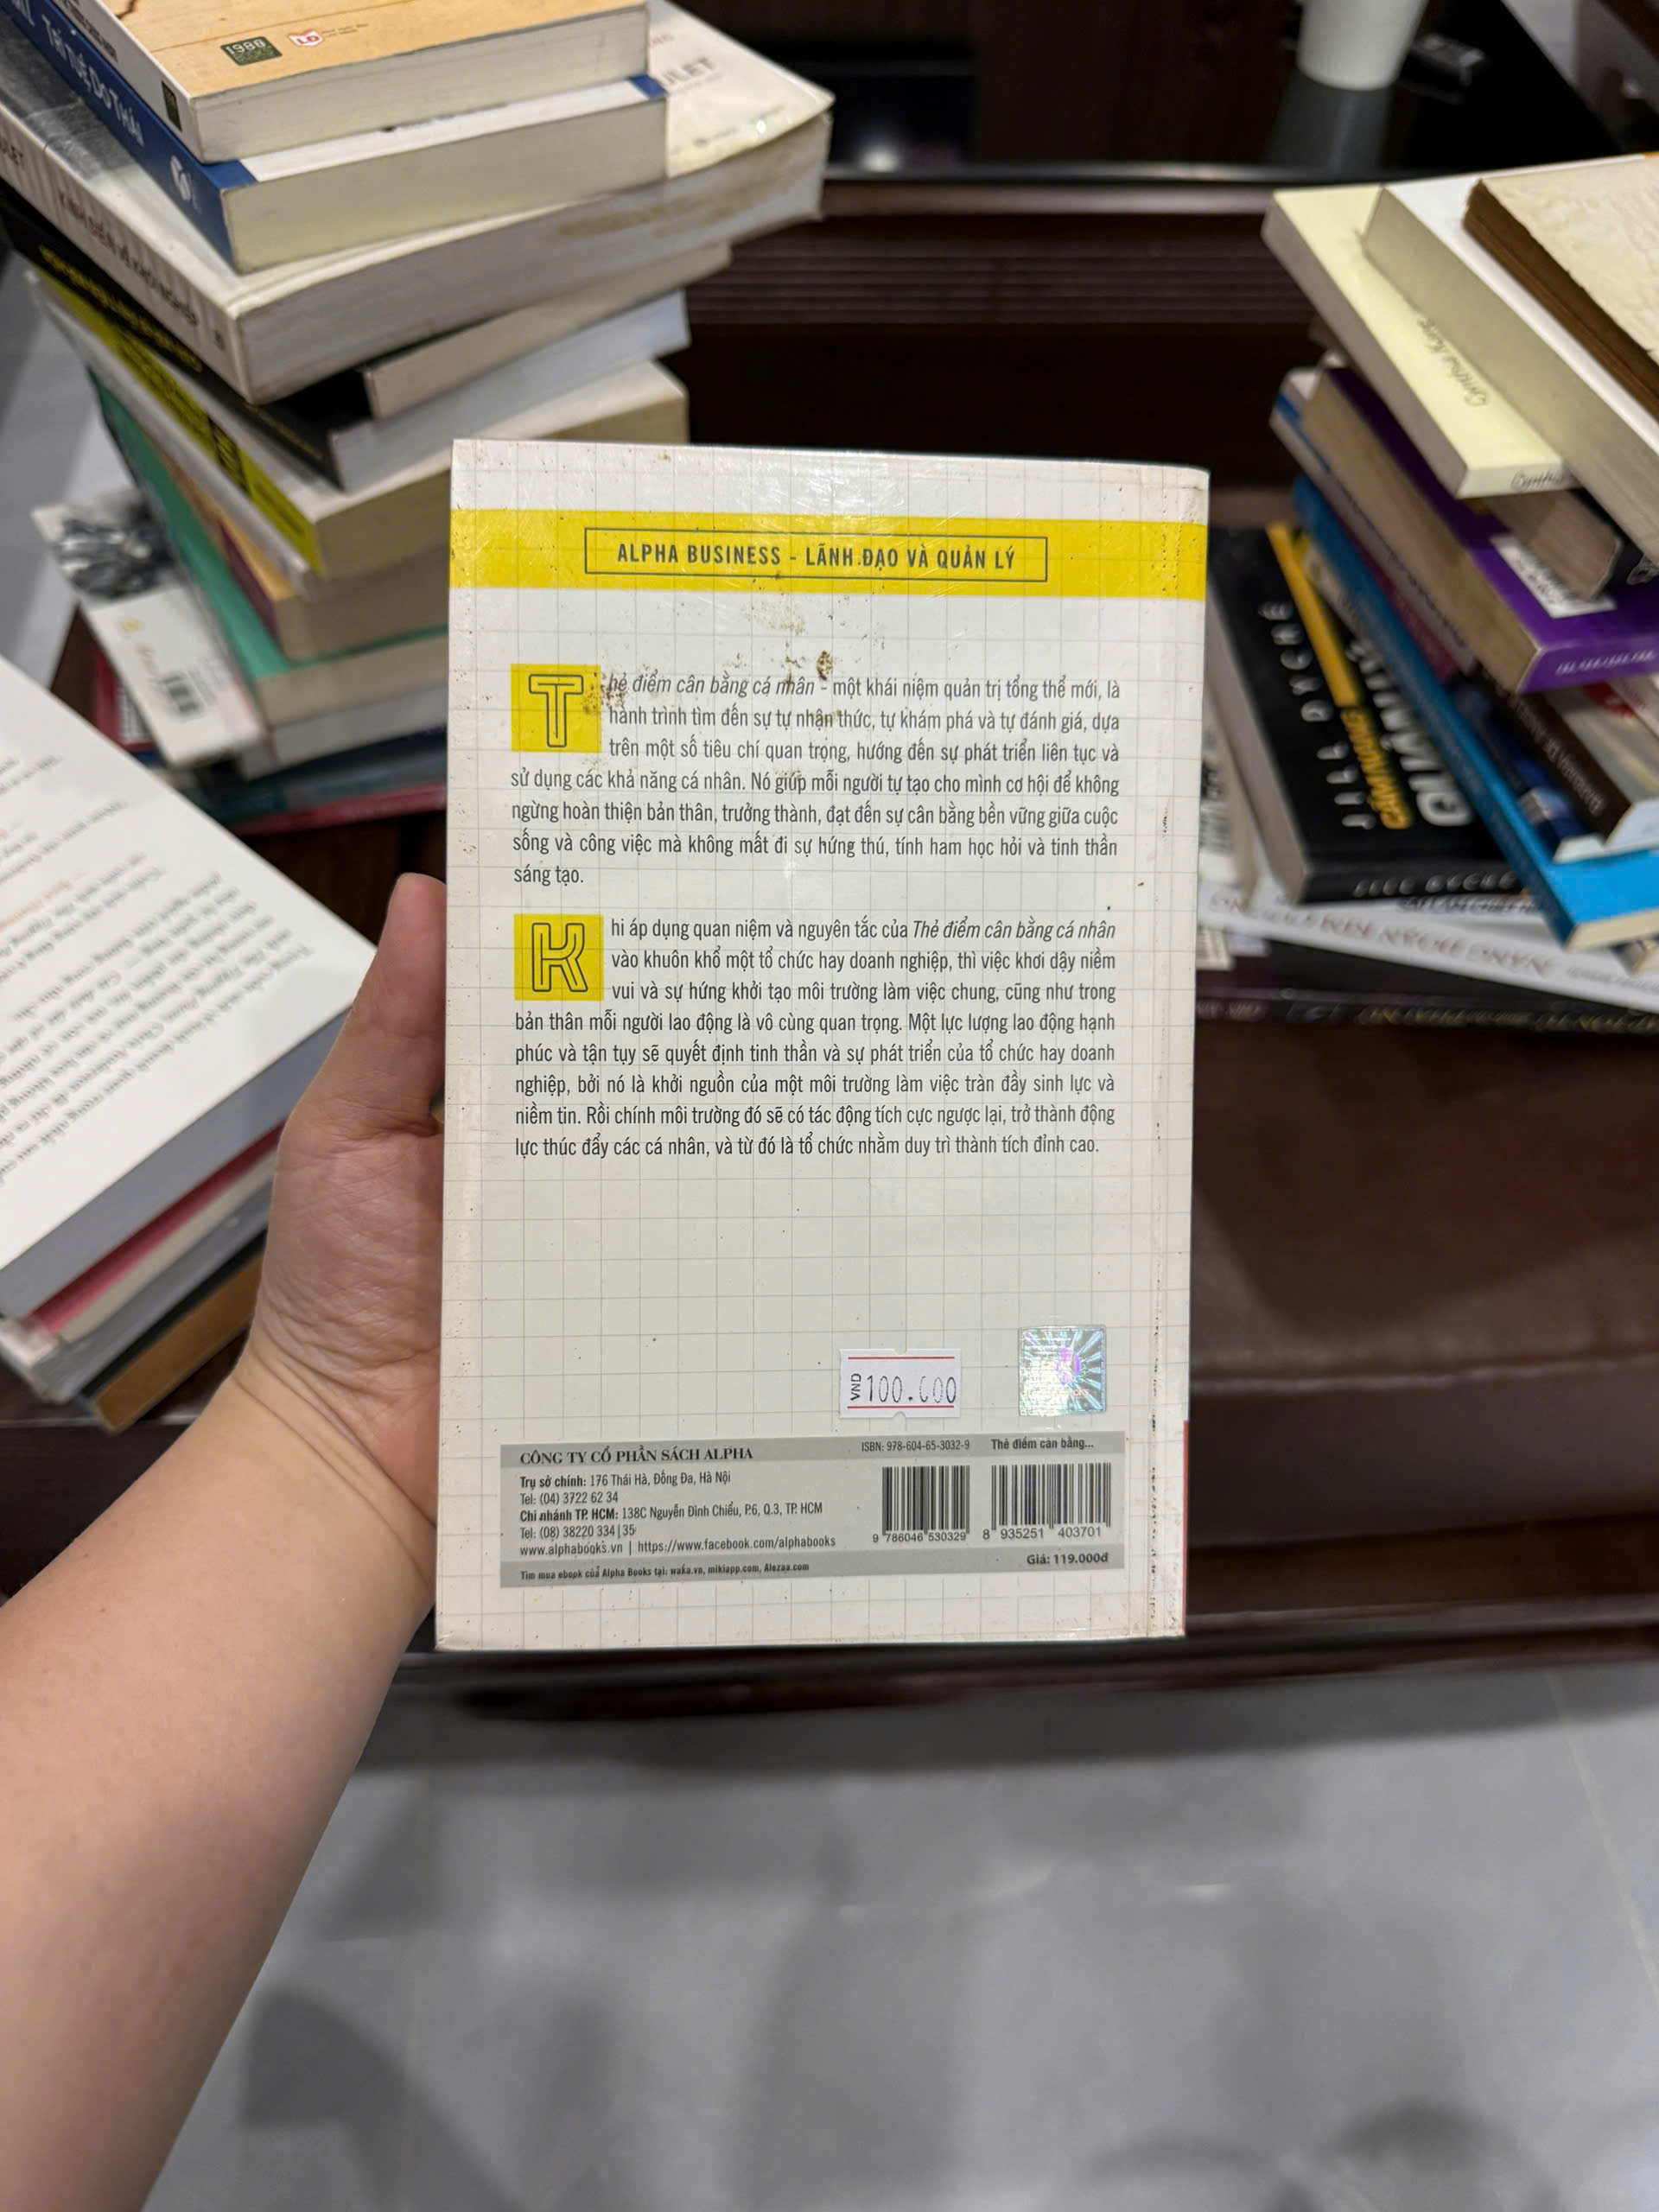 1980
TRÍ TUỆ DO THÁI
ALPHA BUSINESS - LÃNH ĐẠO VÀ QUẢN LÝ
Thẻ điểm cân bằng cá nhân - một khái niệm quản trị tổng thể mới, là
hành trình tìm đến sự tự nhận thức, tự khám phá và tự đánh giá, dựa
trên một số tiêu chí quan trọng, hướng đến sự phát triển liên tục và
sử dụng các khả năng cá nhân. Nó giúp mỗi người tự tạo cho mình cơ hội để không
ngừng hoàn thiện bản thân, trưởng thành, đạt đến sự cân bằng bền vững giữa cuộc
sống và công việc mà không mất đi sự hứng thú, tính ham học hỏi và tinh thần
sáng tạo.
Khi áp dụng quan niệm và nguyên tắc của Thẻ điểm cân bằng cá nhân
vào khuôn khổ một tổ chức hay doanh nghiệp, thì việc khơi dậy niềm
vui và sự hứng khởi tạo môi trường làm việc chung, cũng như trong
bản thân mỗi người lao động là vô cùng quan trọng. Một lực lượng lao động hạnh
phúc và tận tụy sẽ quyết định tinh thần và sự phát triển của tổ chức hay doanh
nghiệp, bởi nó là khởi nguồn của một môi trường làm việc tràn đầy sinh lực và
niềm tin. Rồi chính môi trường đó sẽ có tác động tích cực ngược lại, trở thành động
lực thúc đẩy các cá nhân, và từ đó là tổ chức nhằm duy trì thành tích đỉnh cao.
VND 100.000
CÔNG TY CỔ PHẦN SÁCH ALPHA
Trụ sở chính: 176 Thái Hà, Đống Đa, Hà Nội
Tel: (04) 3722 62 34
Chi nhánh TP. HCM: 138C Nguyễn Đình Chiểu, P.6, Q.3, TP. HCM
Tel: (08) 38220 334|35
www.alphabooks.vn | https://www.facebook.com/alphabooks
Tìm mua ebook của Alpha Books tại: waka.vn, mikiapp.com, Alezaa.com
ISBN: 978-604-65-3032-9
Thẻ điểm cân bằng...
9 786046 530329
8 935251 403701
Giá: 119.000đ